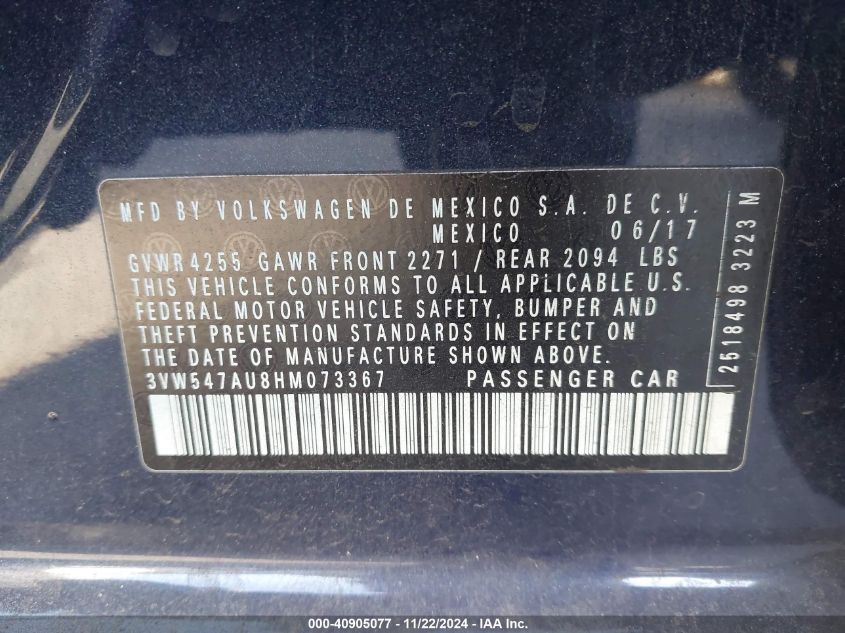 MFD BY VOLKSWAGEN DE MEXICO S.A. DE C.V.
MEXICO 06/17
GVWR 4255 GAWR FRONT 2271 / REAR 2094 LBS
THIS VEHICLE CONFORMS TO ALL APPLICABLE U.S.
FEDERAL MOTOR VEHICLE SAFETY, BUMPER AND
THEFT PREVENTION STANDARDS IN EFFECT ON
THE DATE OF MANUFACTURE SHOWN ABOVE.
3VW547AU8HM073367 PASSENGER CAR
2518498 3223 M
000-40905077 - 11/22/2024 - IAA Inc.